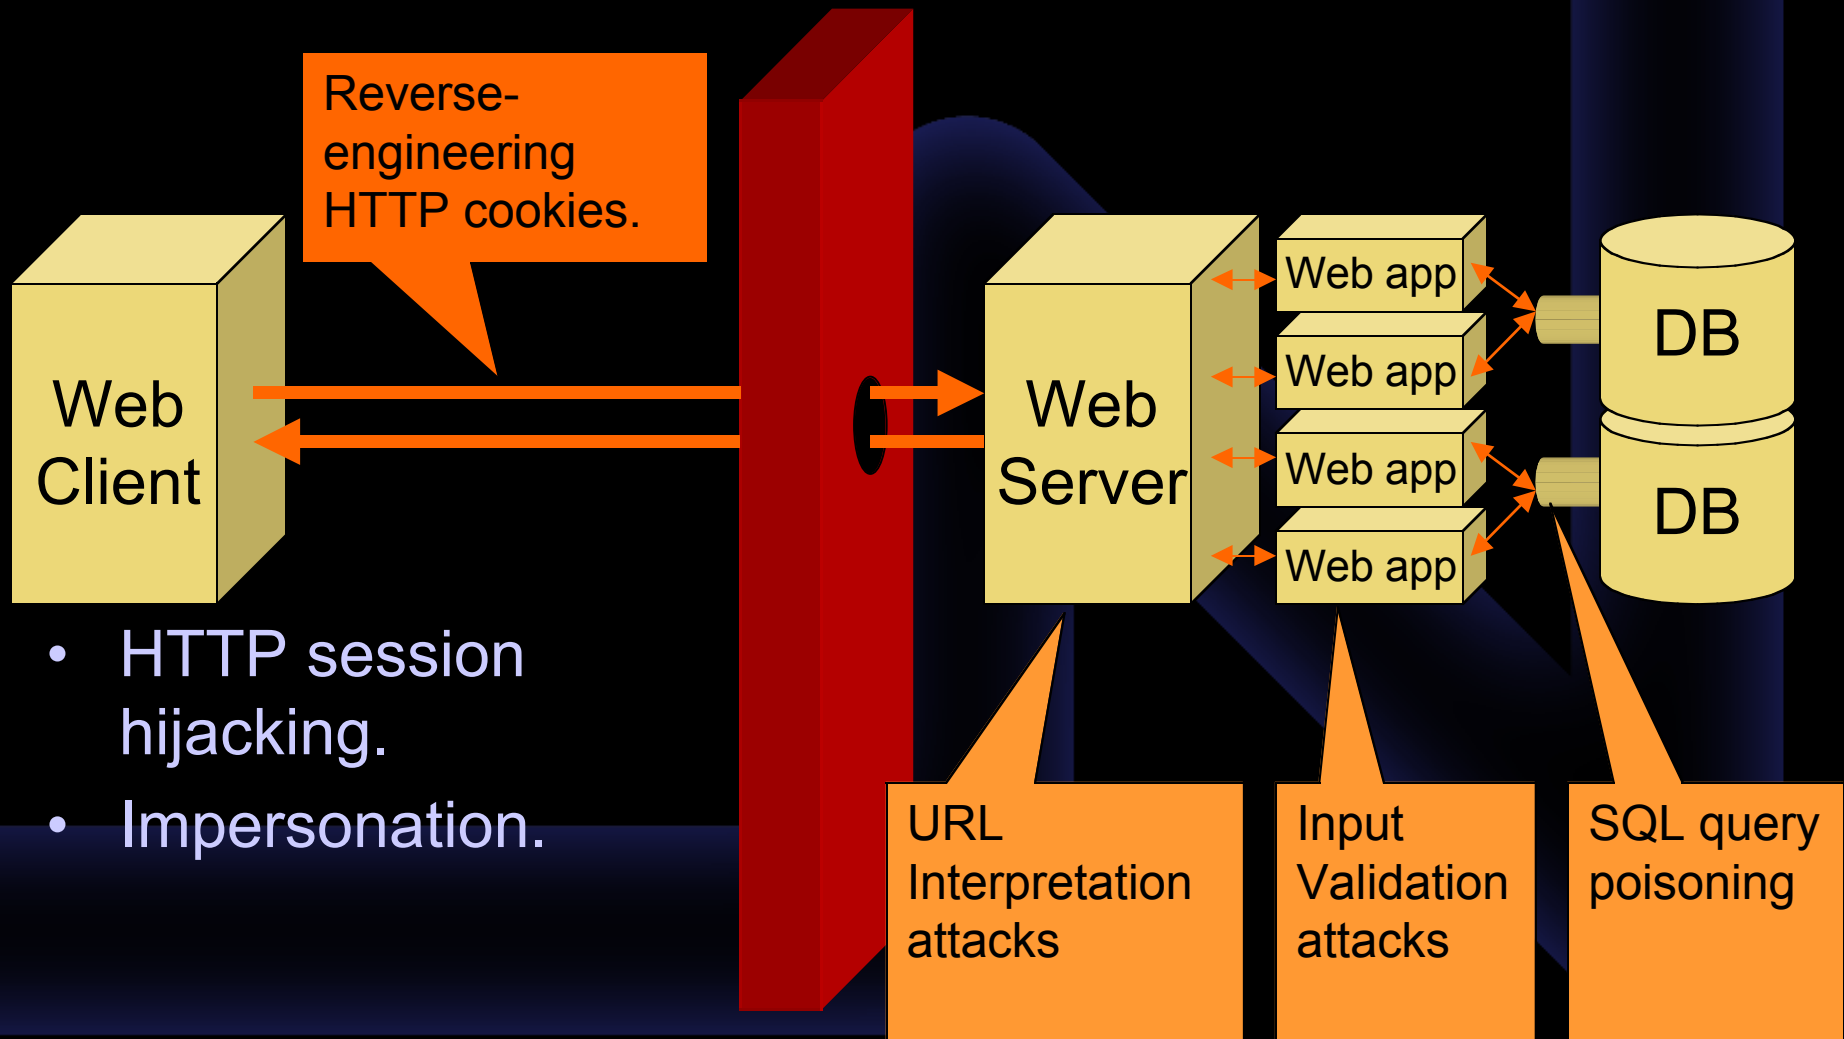 Reverse-
engineering
HTTP cookies.
Web
Client
Web
Server
Web app
Web app
Web app
Web app
DB
DB
• HTTP session
hijacking.
• Impersonation.
URL
Interpretation
attacks
Input
Validation
attacks
SQL query
poisoning